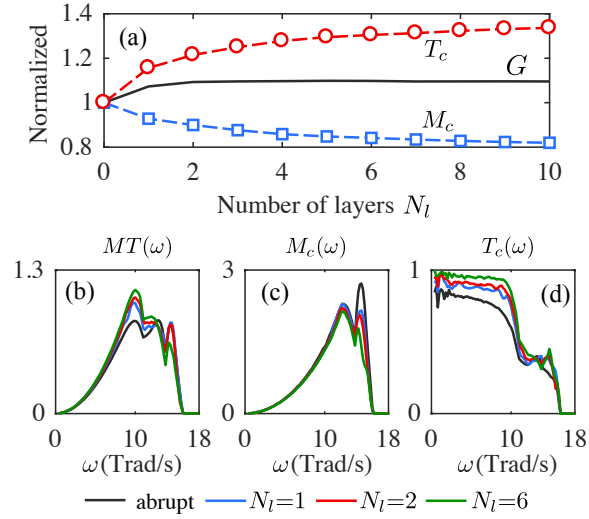 1.4
1.2
1
0.8
Normalized
(a)
T_c
G
M_c
0 2 4 6 8 10
Number of layers N_l
MT(ω) M_c(ω) T_c(ω)
1.3 3 1
(b) (c) (d)
0 0 0
0 10 18 0 10 18 0 10 18
ω(Trad/s) ω(Trad/s) ω(Trad/s)
abrupt N_l=1 N_l=2 N_l=6